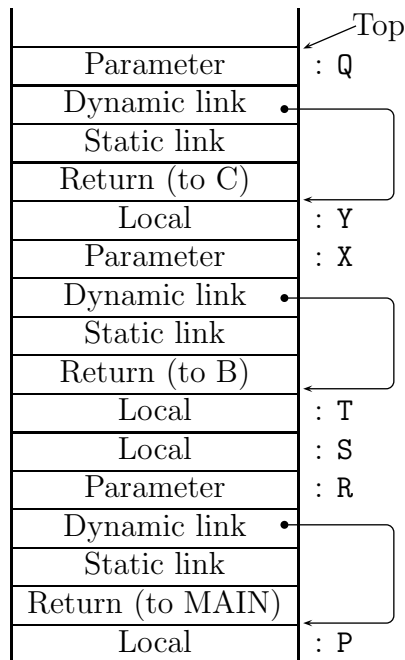 Top
Parameter : Q
Dynamic link
Static link
Return (to C)
Local : Y
Parameter : X
Dynamic link
Static link
Return (to B)
Local : T
Local : S
Parameter : R
Dynamic link
Static link
Return (to MAIN)
Local : P